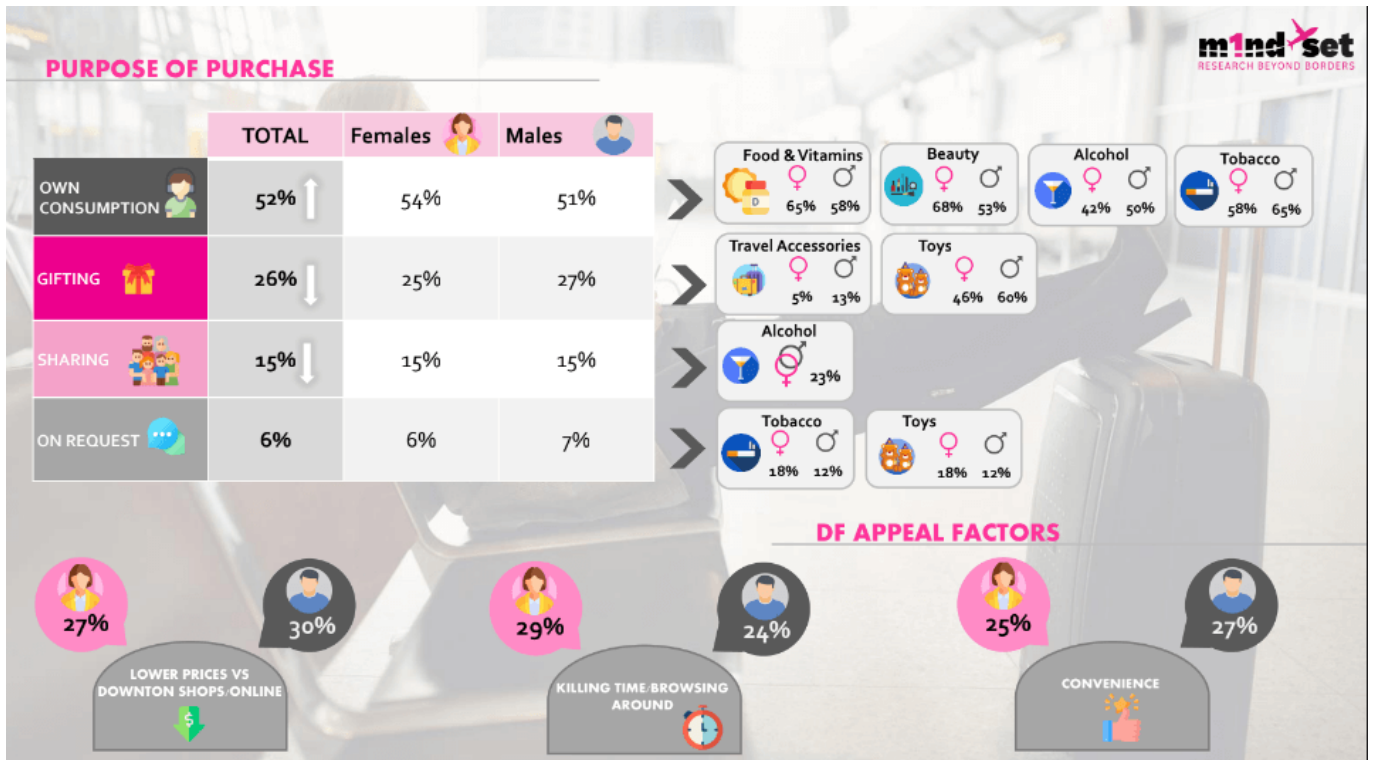 m1nd-set
RESEARCH BEYOND BORDERS
PURPOSE OF PURCHASE
TOTAL Females Males
OWN
CONSUMPTION
52% 54% 51%
Food & Vitamins
65% 58%
D
Beauty
68% 53%
Alcohol
42% 50%
Tobacco
58% 65%
GIFTING 26% 25% 27%
Travel Accessories
5% 13%
Toys
46% 60%
SHARING 15% 15% 15%
Alcohol
23%
ON REQUEST 6% 6% 7%
Tobacco
18% 12%
Toys
18% 12%
DF APPEAL FACTORS
27% 30%
LOWER PRICES VS
DOWNTON SHOPS/ONLINE
$
29% 24%
KILLING TIME/BROWSING
AROUND
25% 27%
CONVENIENCE